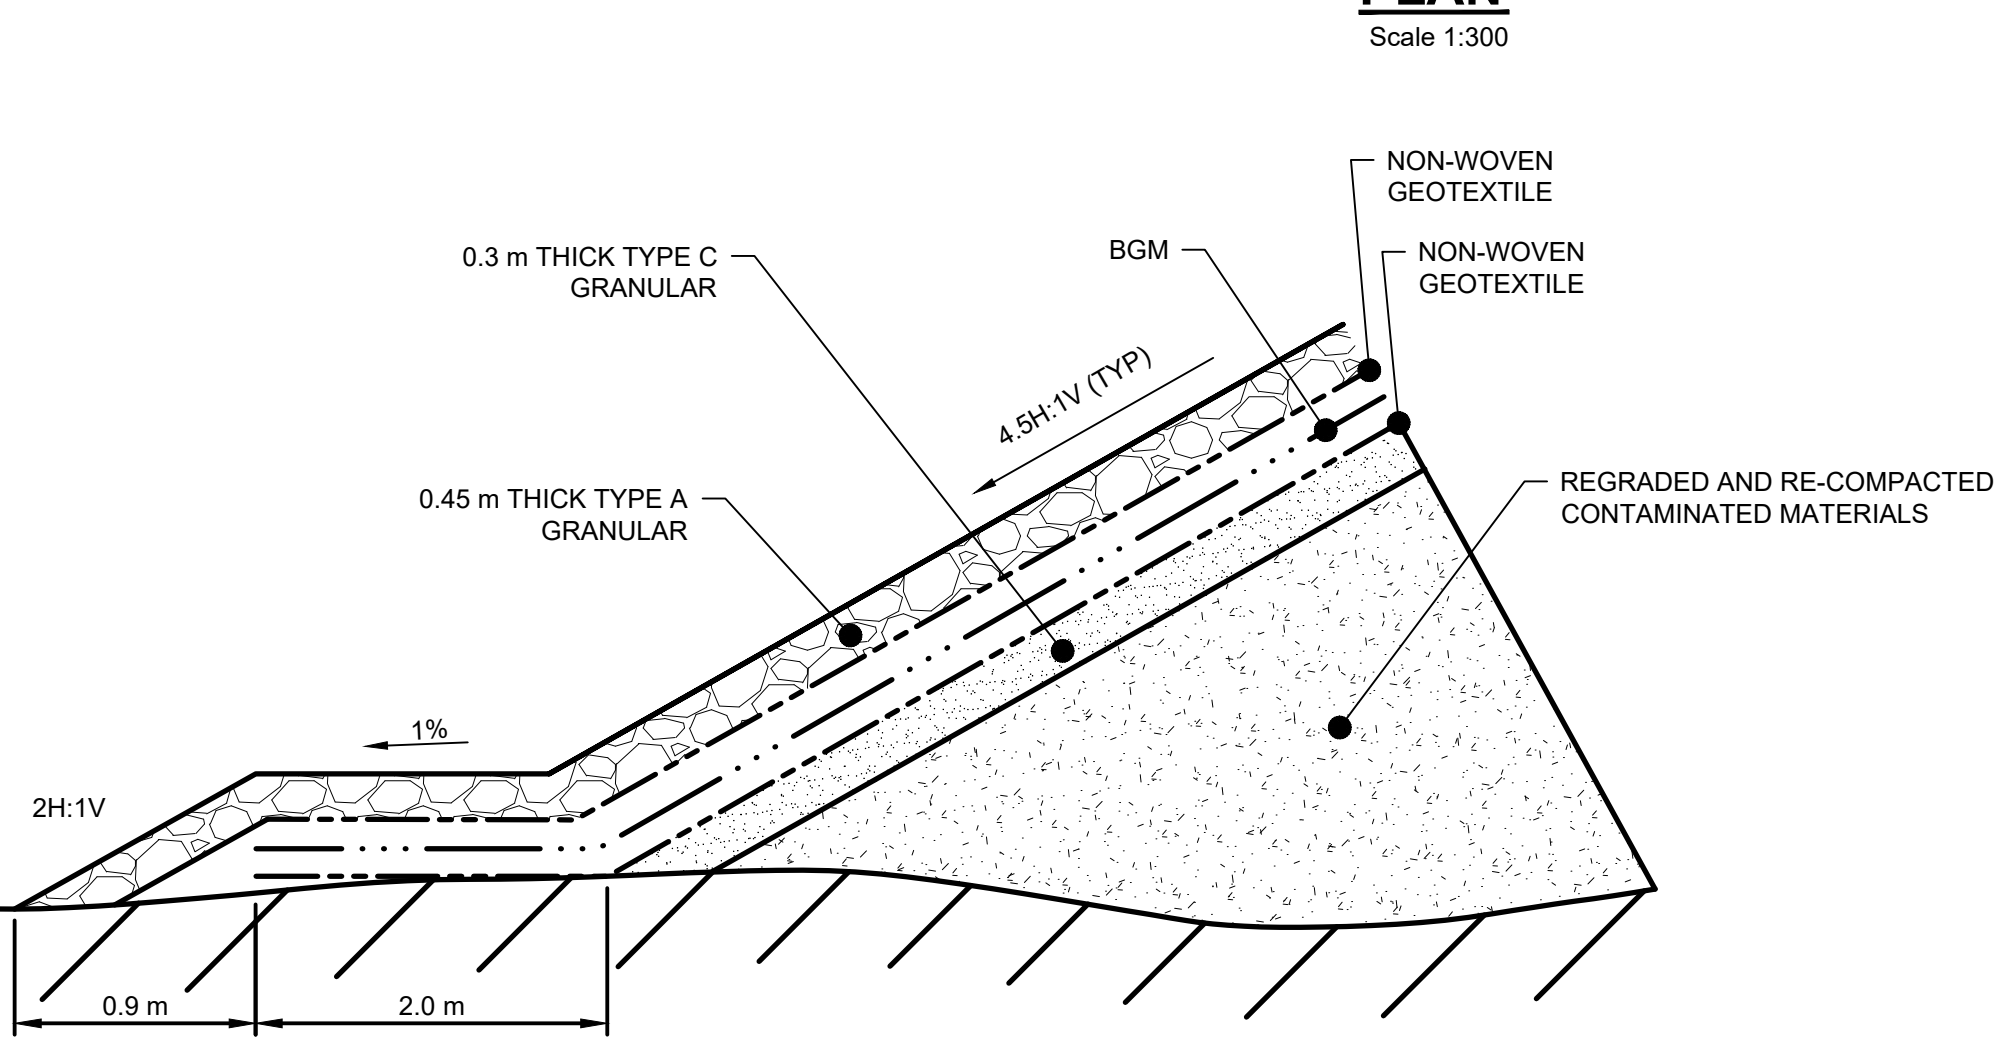 PLAN
Scale 1:300
NON-WOVEN
GEOTEXTILE
0.3 m THICK TYPE C
GRANULAR
BGM
NON-WOVEN
GEOTEXTILE
4.5H:1V (TYP)
0.45 m THICK TYPE A
GRANULAR
REGRADED AND RE-COMPACTED
CONTAMINATED MATERIALS
1%
2H:1V
0.9 m
2.0 m